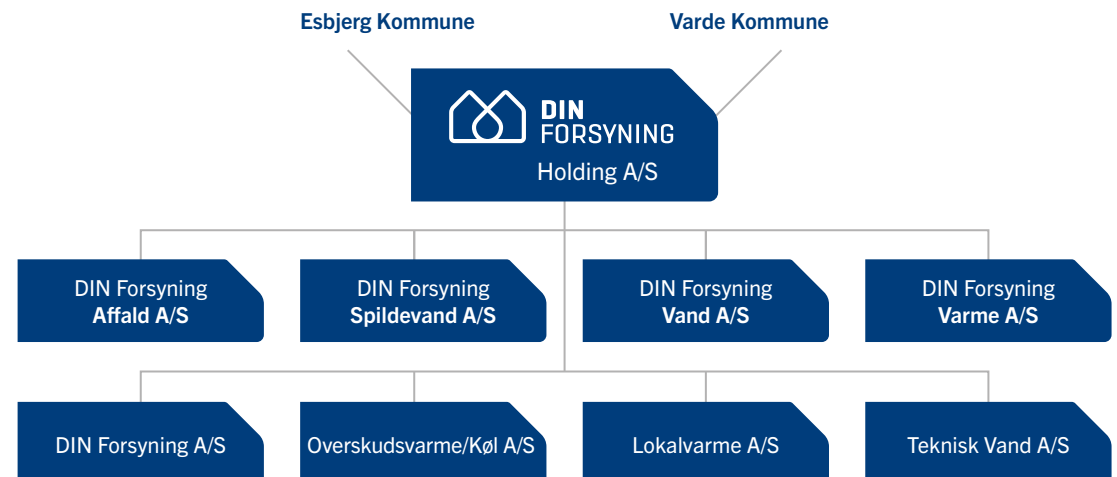 Esbjerg Kommune
Varde Kommune
DIN
FORSYNING
Holding A/S
DIN Forsyning
Affald A/S
DIN Forsyning
Spildevand A/S
DIN Forsyning
Vand A/S
DIN Forsyning
Varme A/S
DIN Forsyning A/S
Overskudsvarme/Køl A/S
Lokalvarme A/S
Teknisk Vand A/S